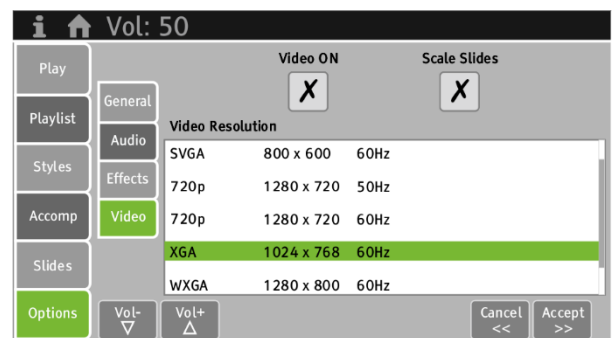 i Vol: 50
Play
Playlist
Styles
Accomp
Slides
Options
General
Audio
Effects
Video
Video ON
Scale Slides
✗
✗
Video Resolution
SVGA 800 x 600 60Hz
720p 1280 x 720 50Hz
720p 1280 x 720 60Hz
XGA 1024 x 768 60Hz
WXGA 1280 x 800 60Hz
Vol-
Vol+
Cancel
<<
Accept
>>